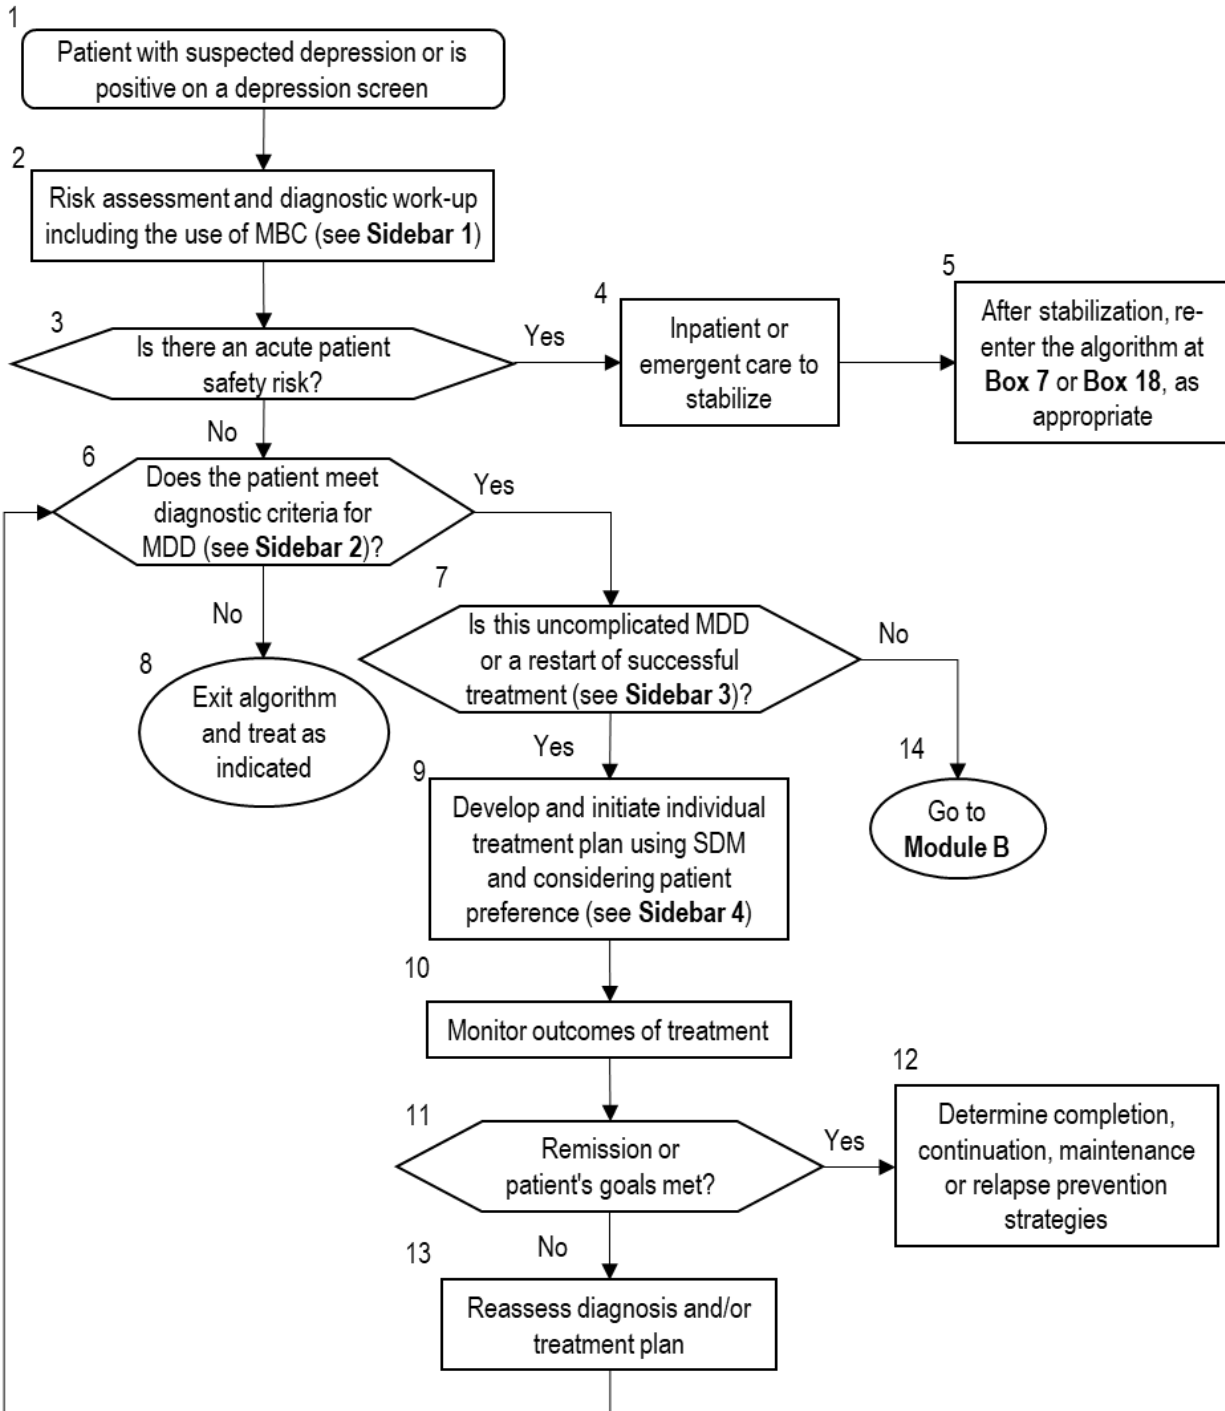 1
Patient with suspected depression or is
positive on a depression screen
2
Risk assessment and diagnostic work-up
including the use of MBC (see Sidebar 1)
3
Is there an acute patient
safety risk?
Yes
No
4
Inpatient or
emergent care to
stabilize
5
After stabilization, re-
enter the algorithm at
Box 7 or Box 18, as
appropriate
6
Does the patient meet
diagnostic criteria for
MDD (see Sidebar 2)?
Yes
No
7
Is this uncomplicated MDD
or a restart of successful
treatment (see Sidebar 3)?
No
Yes
8
Exit algorithm
and treat as
indicated
9
Develop and initiate individual
treatment plan using SDM
and considering patient
preference (see Sidebar 4)
14
Go to
Module B
10
Monitor outcomes of treatment
11
Remission or
patient's goals met?
Yes
No
12
Determine completion,
continuation, maintenance
or relapse prevention
strategies
13
Reassess diagnosis and/or
treatment plan